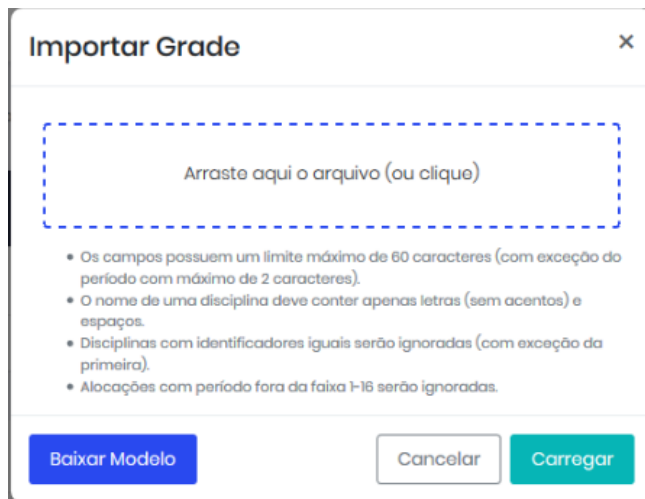 Importar Grade
×
Arraste aqui o arquivo (ou clique)
• Os campos possuem um limite máximo de 60 caracteres (com exceção do
período com máximo de 2 caracteres).
• O nome de uma disciplina deve conter apenas letras (sem acentos) e
espaços.
• Disciplinas com identificadores iguais serão ignoradas (com exceção da
primeira).
• Alocações com período fora da faixa 1-16 serão ignoradas.
Baixar Modelo
Cancelar
Carregar